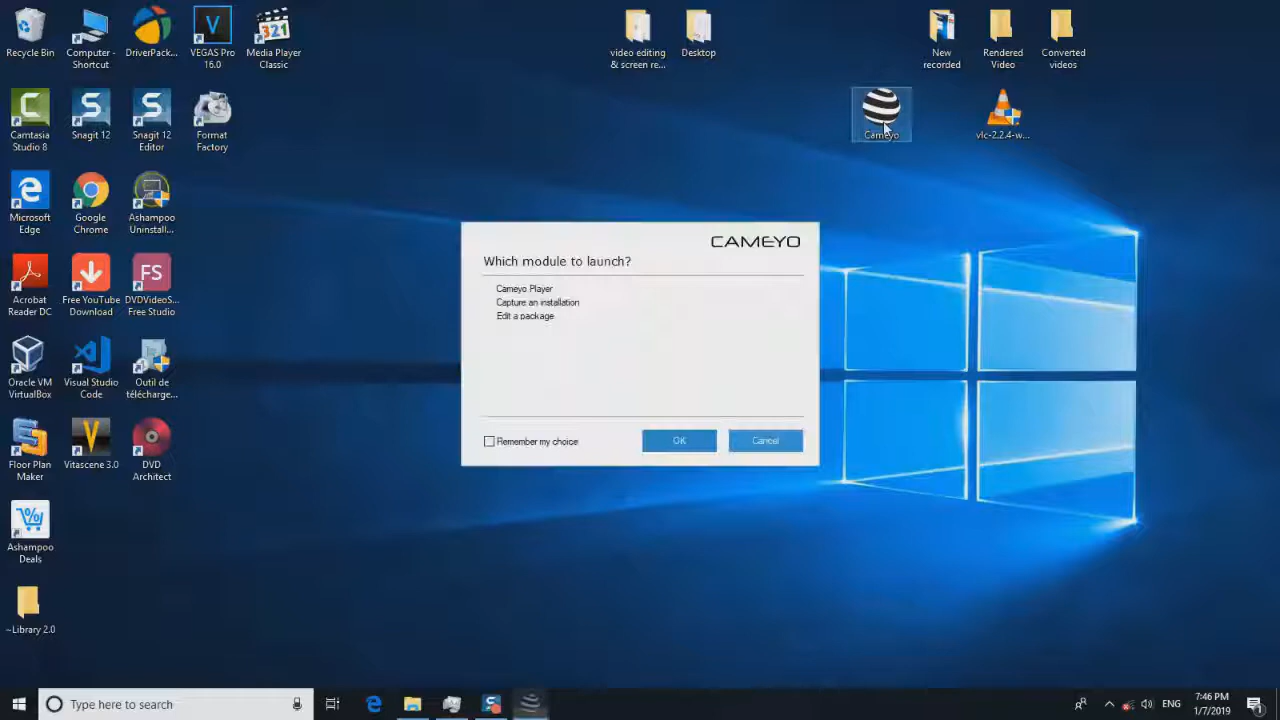 Recycle Bin
Computer -
Shortcut
DriverPack...
VEGAS Pro
16.0
Media Player
Classic
video editing
& screen re...
Desktop
New
recorded
Rendered
Video
Converted
videos
Camtasia
Studio 8
Snagit 12
Snagit 12
Editor
Format
Factory
Cameyo
vlc-2.2.4-w...
Microsoft
Edge
Google
Chrome
Ashampoo
Uninstall...
CAMEYO
Which module to launch?
Cameyo Player
Capture an installation
Edit a package
Remember my choice
OK
Cancel
Acrobat
Reader DC
Free YouTube
Download
FS
DVDVideoS...
Free Studio
Oracle VM
VirtualBox
Visual Studio
Code
Outil de
télécharge...
Floor Plan
Maker
Vitascene 3.0
DVD
Architect
Ashampoo
Deals
~Library 2.0
Type here to search
ENG
7:46 PM
1/7/2019